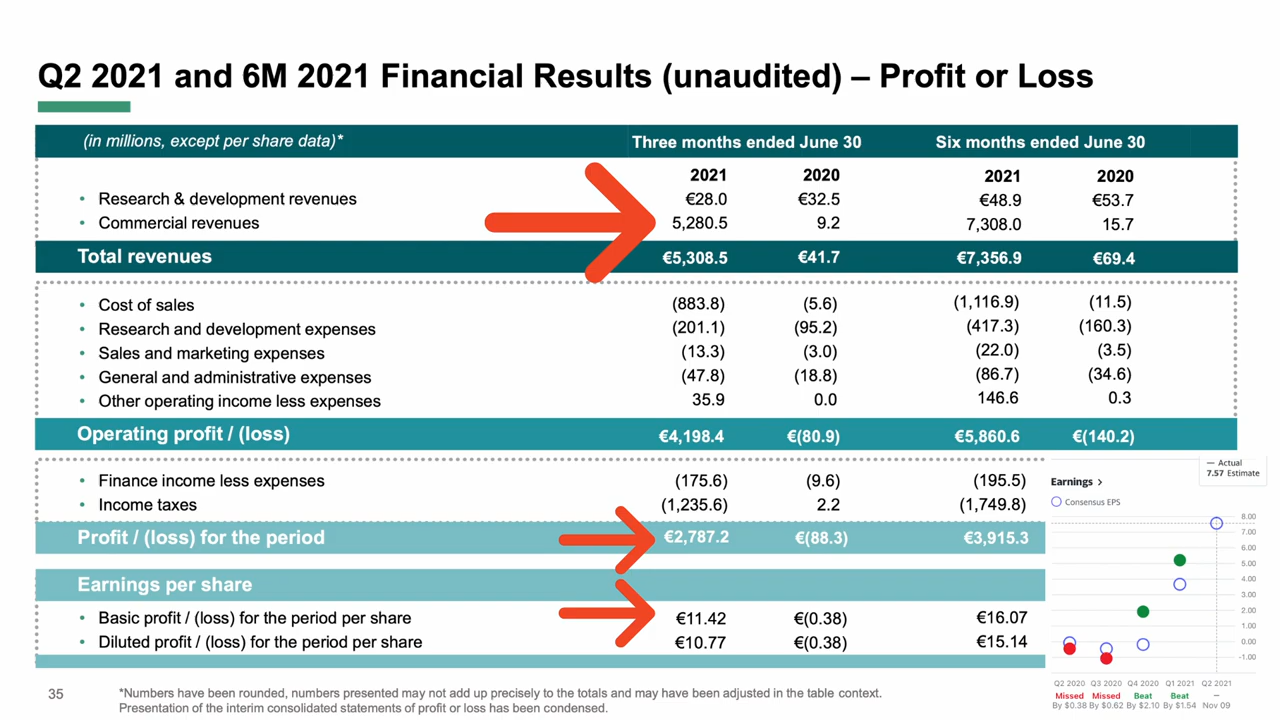 Q2 2021 and 6M 2021 Financial Results (unaudited) – Profit or Loss
(in millions, except per share data)* Three months ended June 30 Six months ended June 30
2021 2020 2021 2020
• Research & development revenues €28.0 €32.5 €48.9 €53.7
• Commercial revenues 5,280.5 9.2 7,308.0 15.7
Total revenues €5,308.5 €41.7 €7,356.9 €69.4
• Cost of sales (883.8) (5.6) (1,116.9) (11.5)
• Research and development expenses (201.1) (95.2) (417.3) (160.3)
• Sales and marketing expenses (13.3) (3.0) (22.0) (3.5)
• General and administrative expenses (47.8) (18.8) (86.7) (34.6)
• Other operating income less expenses 35.9 0.0 146.6 0.3
Operating profit / (loss) €4,198.4 €(80.9) €5,860.6 €(140.2)
• Finance income less expenses (175.6) (9.6) (195.5)
• Income taxes (1,235.6) 2.2 (1,749.8)
Profit / (loss) for the period €2,787.2 €(88.3) €3,915.3
Earnings per share
• Basic profit / (loss) for the period per share €11.42 €(0.38) €16.07
• Diluted profit / (loss) for the period per share €10.77 €(0.38) €15.14
— Actual
7.57 Estimate
Earnings >
Consensus EPS
8.00
7.00
6.00
5.00
4.00
3.00
2.00
1.00
0.00
-1.00
Q2 2020 Q3 2020 Q4 2020 Q1 2021 Q2 2021
Missed Missed Beat Beat –
By $0.38 By $0.62 By $2.10 By $1.54 Nov 09
35
*Numbers have been rounded, numbers presented may not add up precisely to the totals and may have been adjusted in the table context.
Presentation of the interim consolidated statements of profit or loss has been condensed.